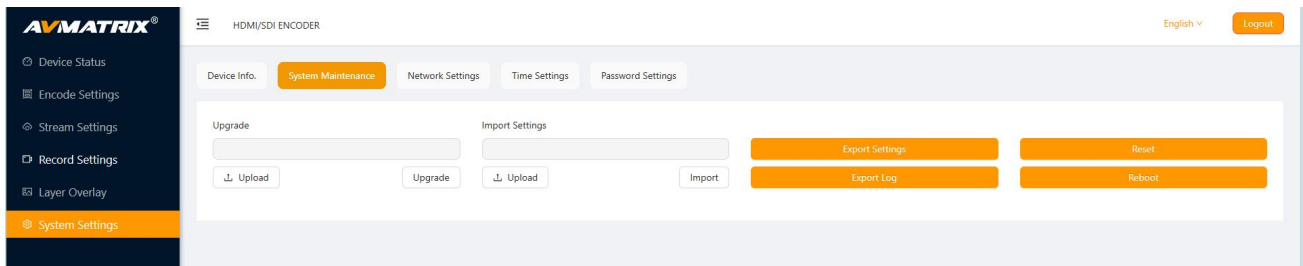 AVMATRIX®
HDMI/SDI ENCODER
English
Logout
Device Status
Encode Settings
Stream Settings
Record Settings
Layer Overlay
System Settings
Device Info.
System Maintenance
Network Settings
Time Settings
Password Settings
Upgrade
Import Settings
Export Settings
Reset
Upload
Upgrade
Upload
Import
Export Log
Reboot